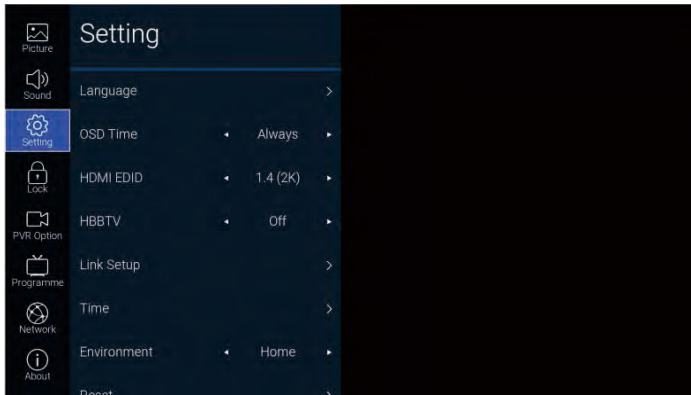 Picture
Sound
Setting
Lock
PVR Option
Programme
Network
About
Setting
Language
OSD Time Always
HDMI EDID 1.4 (2K)
HBBTV Off
Link Setup
Time
Environment Home
Reset